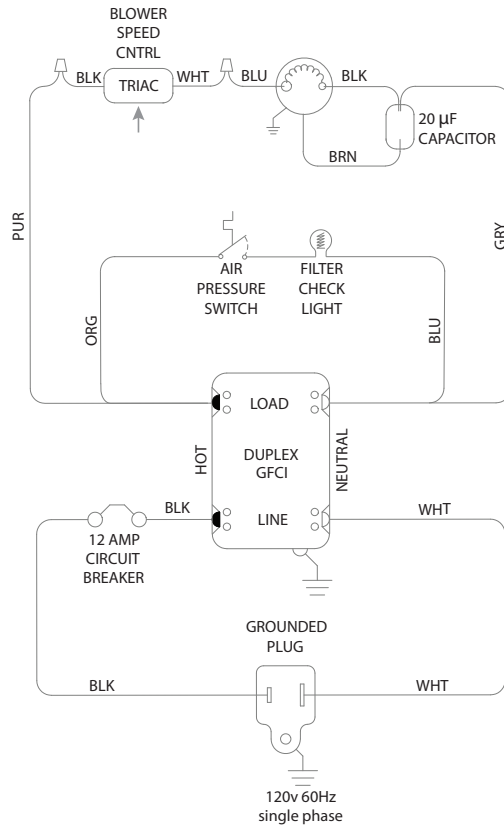 BLOWER
SPEED
CNTRL
BLK
TRIAC
WHT
BLU
BLK
20 µF
CAPACITOR
BRN
PUR
GRY
AIR
PRESSURE
SWITCH
FILTER
CHECK
LIGHT
ORG
BLU
LOAD
HOT
DUPLEX
GFCI
NEUTRAL
LINE
BLK
WHT
12 AMP
CIRCUIT
BREAKER
GROUNDED
PLUG
BLK
WHT
120v 60Hz
single phase